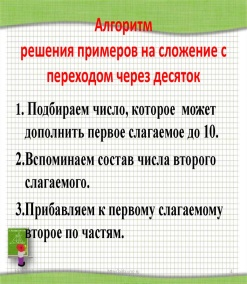 Алгоритм
решения примеров на сложение с
переходом через десяток
1. Подбираем число, которое может
дополнить первое слагаемое до 10.
2.Вспоминаем состав числа второго
слагаемого.
3.Прибавляем к первому слагаемому
второе по частям.